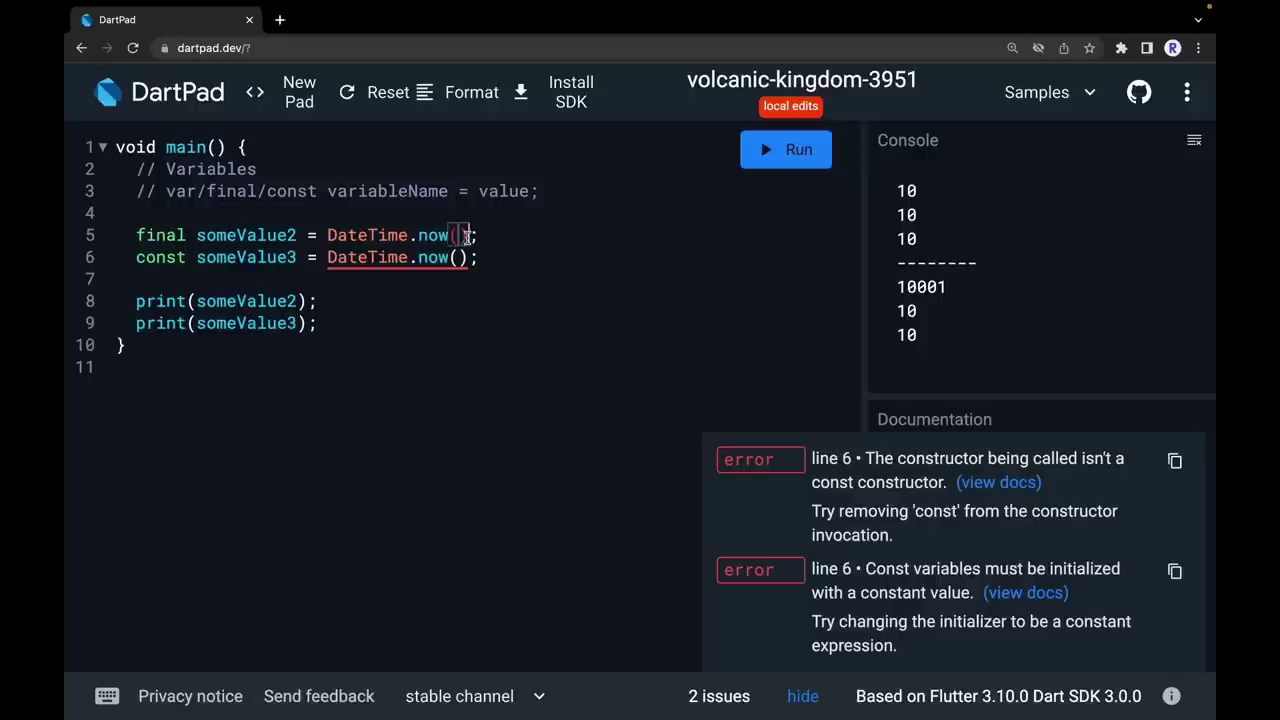 DartPad
dartpad.dev/?
R
DartPad
<> New Pad
Reset
Format
Install SDK
volcanic-kingdom-3951
local edits
Samples
Run
1 void main() {
2 // Variables
3 // var/final/const variableName = value;
4
5 final someValue2 = DateTime.now();
6 const someValue3 = DateTime.now();
7
8 print(someValue2);
9 print(someValue3);
10 }
11
Console
10
10
10
--------
10001
10
10
Documentation
error line 6 • The constructor being called isn't a
const constructor. (view docs)
Try removing 'const' from the constructor
invocation.
error line 6 • Const variables must be initialized
with a constant value. (view docs)
Try changing the initializer to be a constant
expression.
Privacy notice Send feedback stable channel 2 issues hide Based on Flutter 3.10.0 Dart SDK 3.0.0